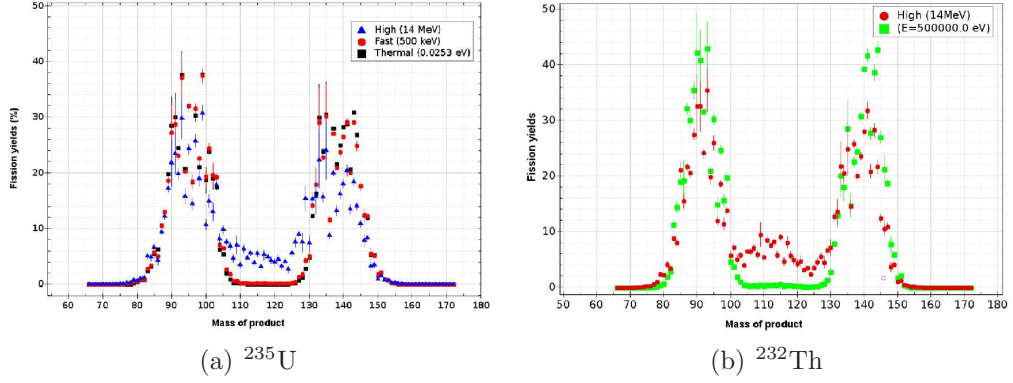 50
40
30
20
10
0
Fission yields (%)
High (14 MeV)
Fast (500 keV)
Thermal (0.0253 eV)
60 70 80 90 100 110 120 130 140 150 160 170 180
Mass of product
(a) ²³⁵U
50
40
30
20
10
0
Fission yields
High (14MeV)
(E=500000.0 eV)
50 60 70 80 90 100 110 120 130 140 150 160 170 180
Mass of product
(b) ²³²Th